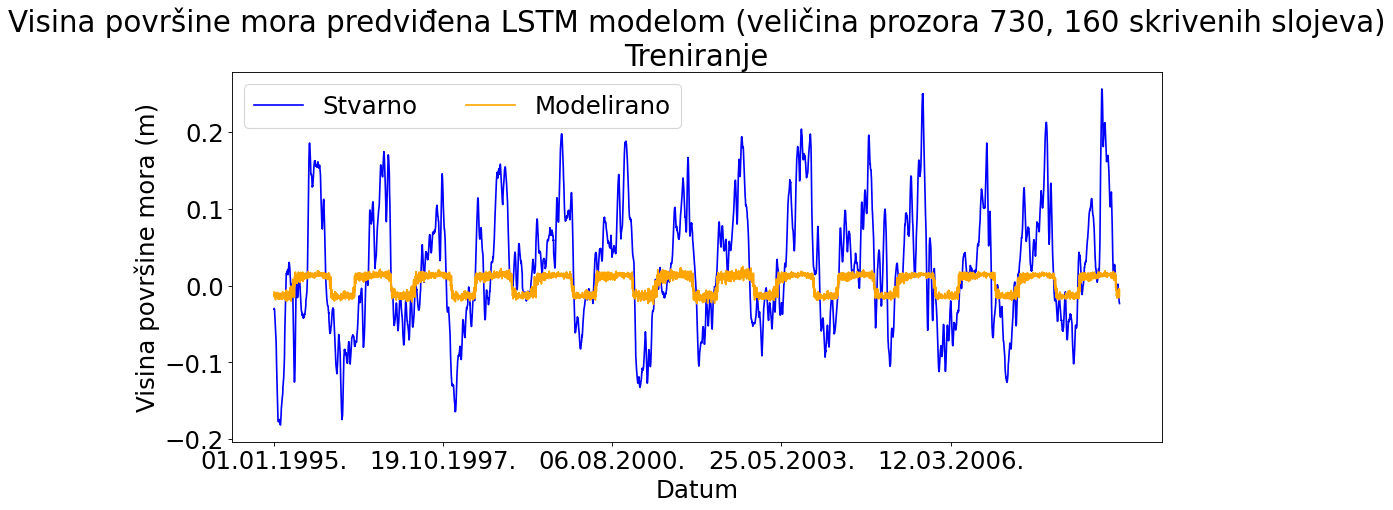 Visina površine mora predviđena LSTM modelom (veličina prozora 730, 160 skrivenih slojeva)
Treniranje
Stvarno Modelirano
Visina površine mora (m)
0.2
0.1
0.0
−0.1
−0.2
01.01.1995. 19.10.1997. 06.08.2000. 25.05.2003. 12.03.2006.
Datum